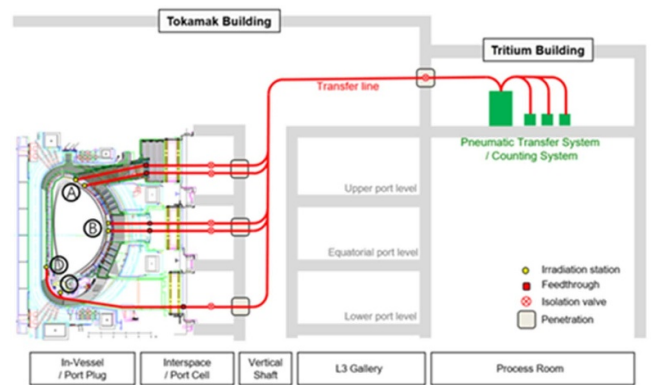 Tokamak Building
Tritium Building
Transfer line
Pneumatic Transfer System
/ Counting System
A
Upper port level
B
Equatorial port level
D
C
Irradiation station
Feedthrough
Isolation valve
Penetration
Lower port level
In-Vessel
/ Port Plug
Interspace
/ Port Cell
Vertical
Shaft
L3 Gallery
Process Room